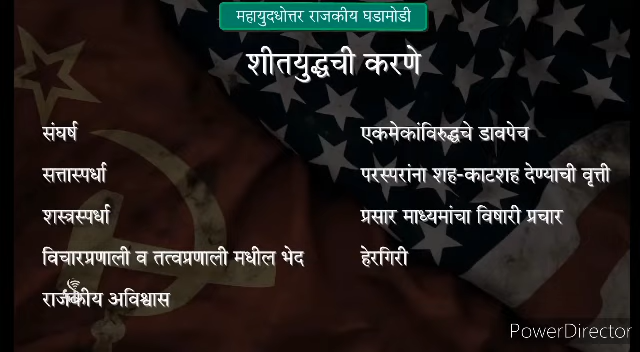 महायुदधोत्तर राजकीय घडामोडी
शीतयुद्धची करणे
संघर्ष
सत्तास्पर्धा
शस्त्रस्पर्धा
विचारप्रणाली व तत्वप्रणाली मधील भेद
राजकीय अविश्वास
एकमेकांविरुद्धचे डावपेच
परस्परांना शह-काटशह देण्याची वृत्ती
प्रसार माध्यमांचा विषारी प्रचार
हेरगिरी
PowerDirector